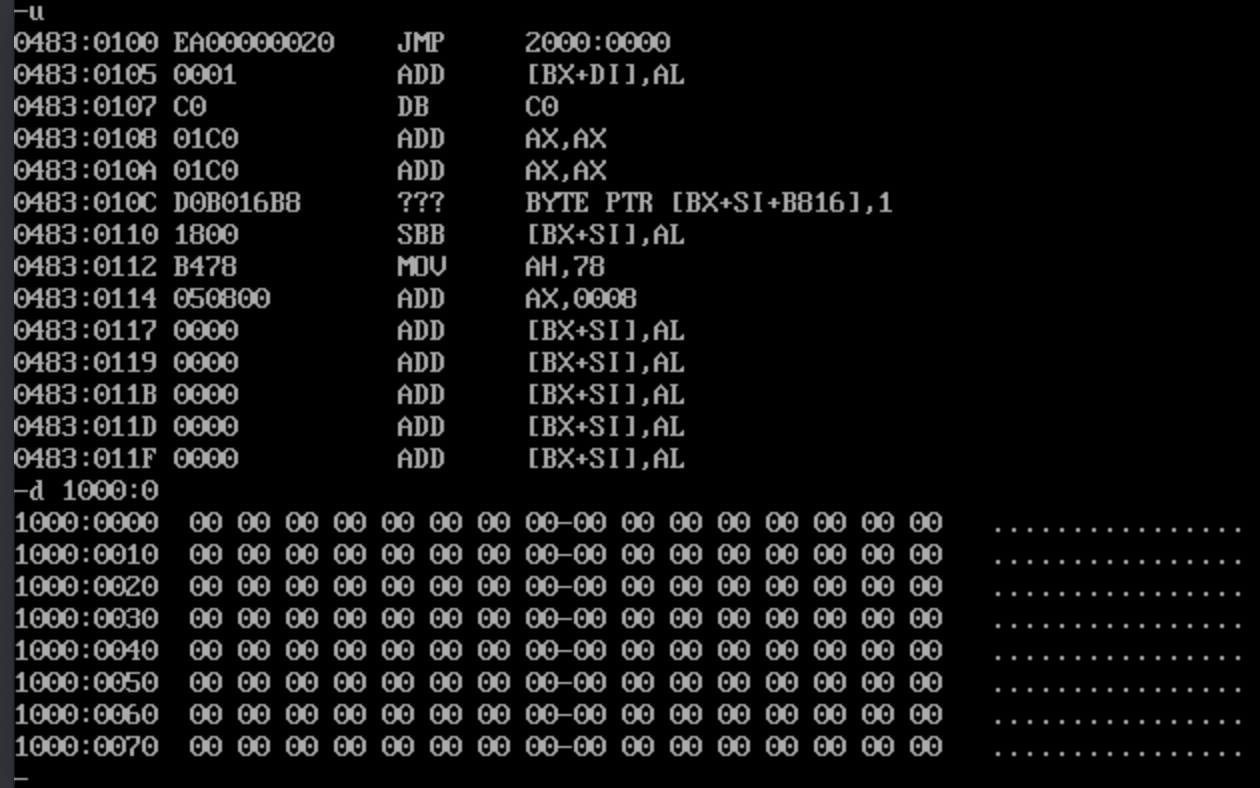 -u
0483:0100 EA00000020    JMP     2000:0000
0483:0105 0001          ADD     [BX+DI],AL
0483:0107 C0            DB      C0
0483:0108 01C0          ADD     AX,AX
0483:010A 01C0          ADD     AX,AX
0483:010C D0B016B8      ???     BYTE PTR [BX+SI+B816],1
0483:0110 1800          SBB     [BX+SI],AL
0483:0112 B478          MOV     AH,78
0483:0114 050800        ADD     AX,0008
0483:0117 0000          ADD     [BX+SI],AL
0483:0119 0000          ADD     [BX+SI],AL
0483:011B 0000          ADD     [BX+SI],AL
0483:011D 0000          ADD     [BX+SI],AL
0483:011F 0000          ADD     [BX+SI],AL
-d 1000:0
1000:0000  00 00 00 00 00 00 00 00-00 00 00 00 00 00 00 00   ................
1000:0010  00 00 00 00 00 00 00 00-00 00 00 00 00 00 00 00   ................
1000:0020  00 00 00 00 00 00 00 00-00 00 00 00 00 00 00 00   ................
1000:0030  00 00 00 00 00 00 00 00-00 00 00 00 00 00 00 00   ................
1000:0040  00 00 00 00 00 00 00 00-00 00 00 00 00 00 00 00   ................
1000:0050  00 00 00 00 00 00 00 00-00 00 00 00 00 00 00 00   ................
1000:0060  00 00 00 00 00 00 00 00-00 00 00 00 00 00 00 00   ................
1000:0070  00 00 00 00 00 00 00 00-00 00 00 00 00 00 00 00   ................
-